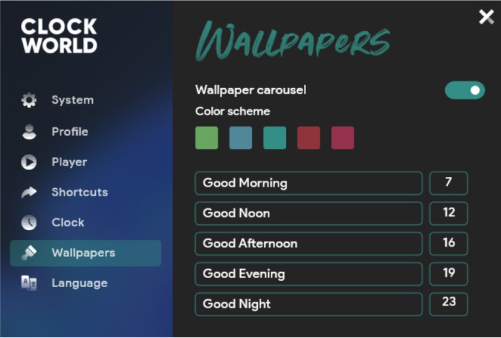 CLOCK
WORLD
System
Profile
Player
Shortcuts
Clock
Wallpapers
Language
WALLPAPERS
Wallpaper carousel
Color scheme
Good Morning 7
Good Noon 12
Good Afternoon 16
Good Evening 19
Good Night 23